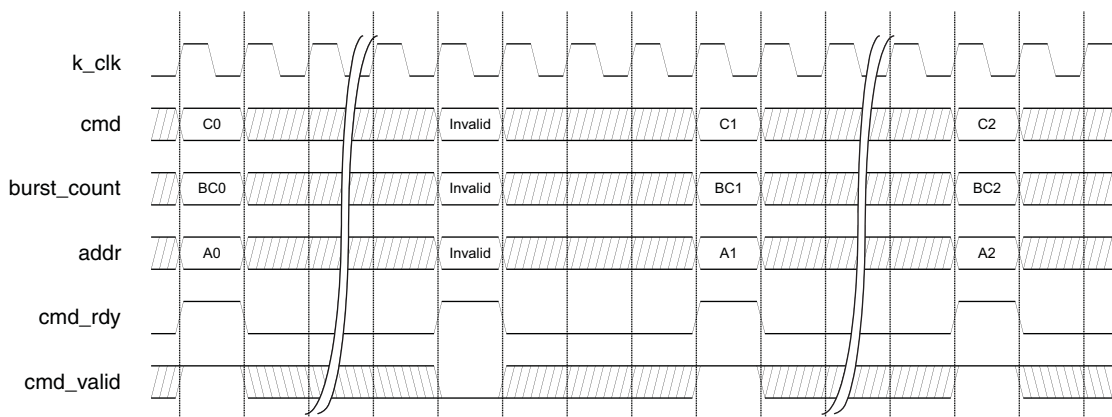 k_clk
cmd C0 Invalid C1 C2
burst_count BC0 Invalid BC1 BC2
addr A0 Invalid A1 A2
cmd_rdy
cmd_valid